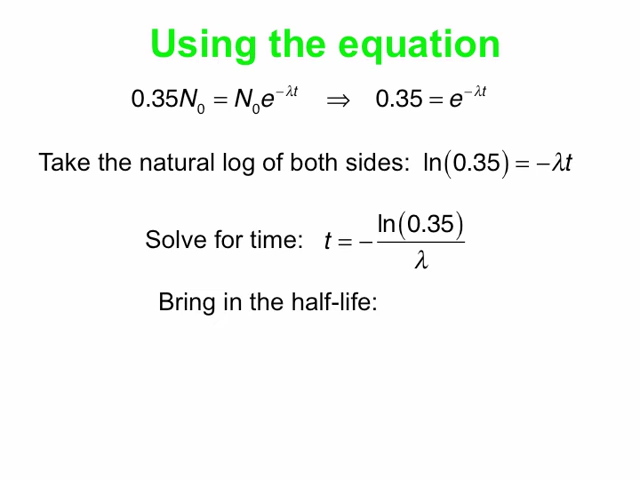 Using the equation
0.35N₀ = N₀e^{−λt} ⇒ 0.35 = e^{−λt}
Take the natural log of both sides: ln(0.35) = −λt
Solve for time: t = − ln(0.35) / λ
Bring in the half-life: